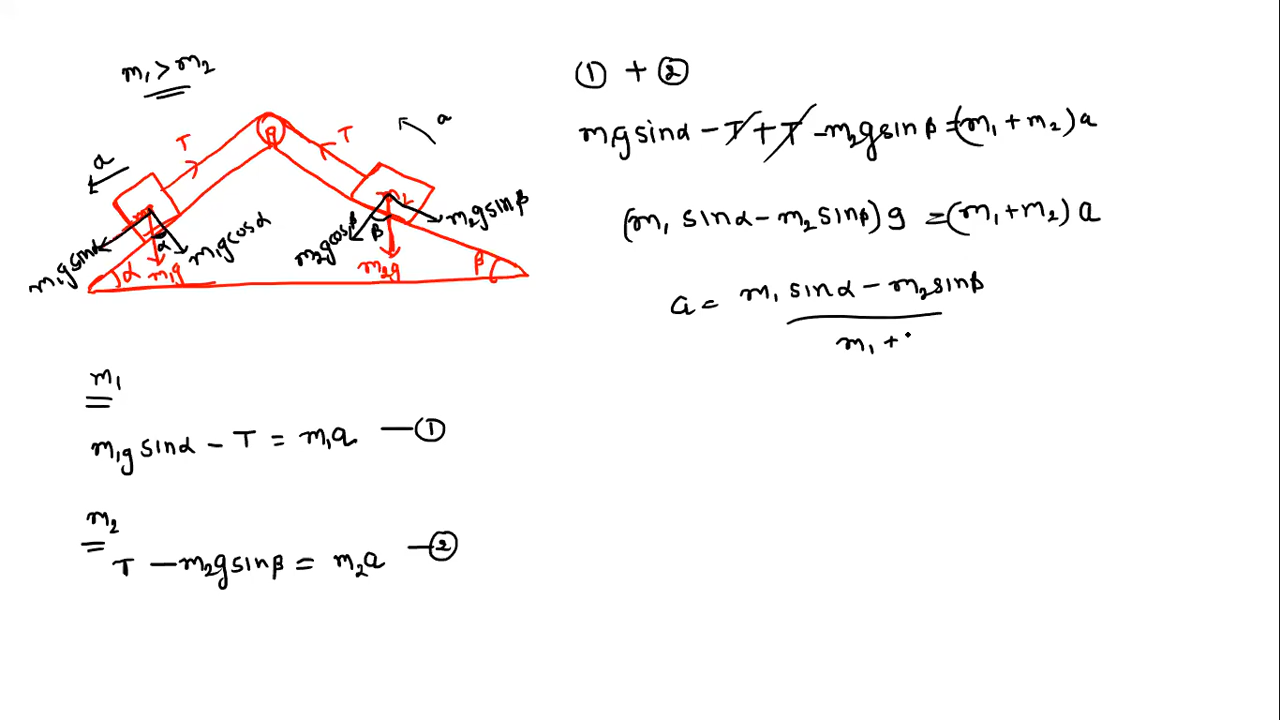 m₁ > m₂
T
T
a
a
m₂
m₁g sinα
α
m₁g cosα
m₂g cosβ
β
m₂g sinβ
α
m₁g
m₂g
β
m₁
m₁g sinα - T = m₁a — ①
m₂
T - m₂g sinβ = m₂a — ②
① + ②
m₁g sinα - T + T - m₂g sinβ = (m₁ + m₂) a
(m₁ sinα - m₂ sinβ) g = (m₁ + m₂) a
a = m₁ sinα - m₂ sinβ
m₁ +